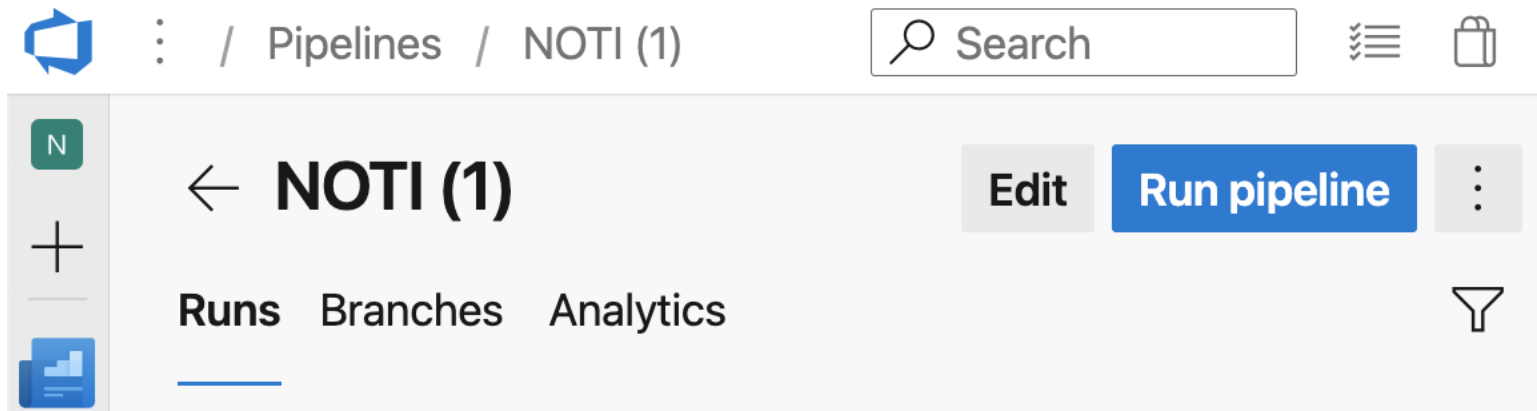 / Pipelines / NOTI (1) Search
N
NOTI (1) Edit Run pipeline
Runs Branches Analytics